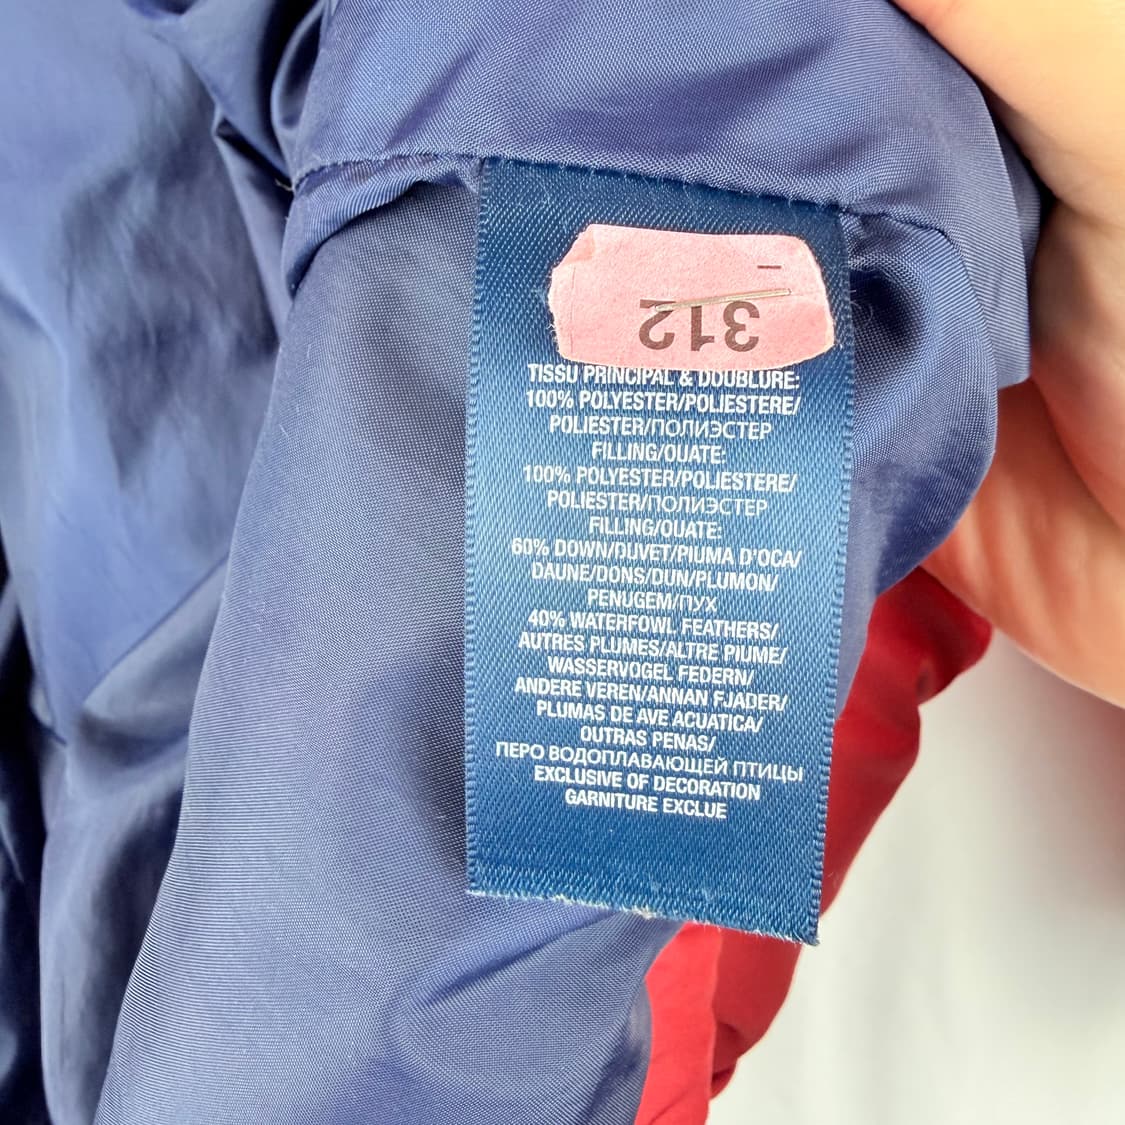 312
TISSU PRINCIPAL & DOUBLURE:
100% POLYESTER/POLIESTERE/
POLIESTER/ПОЛИЭСТЕР
FILLING/OUATE:
100% POLYESTER/POLIESTERE/
POLIESTER/ПОЛИЭСТЕР
FILLING/OUATE:
60% DOWN/DUVET/PIUMA D'OCA/
DAUNE/DONS/DUN/PLUMON/
PENUGEM/ПУХ
40% WATERFOWL FEATHERS/
AUTRES PLUMES/ALTRE PIUME/
WASSERVOGEL FEDERN/
ANDERE VEREN/ANNAN FJADER/
PLUMAS DE AVE ACUATICA/
OUTRAS PENAS/
ПЕРО ВОДОПЛАВАЮЩЕЙ ПТИЦЫ
EXCLUSIVE OF DECORATION
GARNITURE EXCLUE